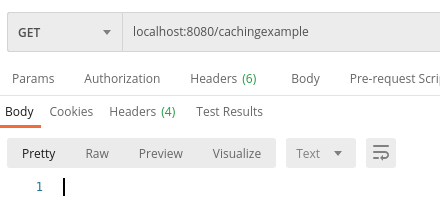 GET localhost:8080/cachingexample
Params Authorization Headers (6) Body Pre-request Scrip
Body Cookies Headers (4) Test Results
Pretty Raw Preview Visualize Text
1